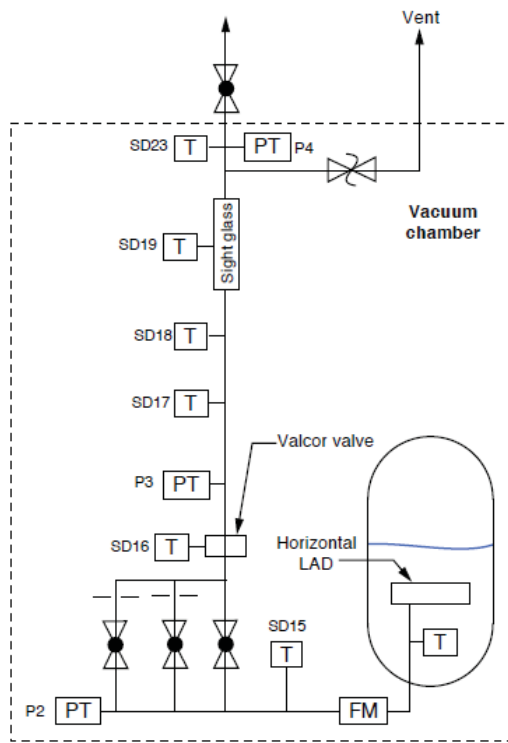 Vent
SD23
T
PT
P4
Vacuum
chamber
SD19
T
Sight glass
SD18
T
SD17
T
Valcor valve
P3
PT
SD16
T
Horizontal
LAD
SD15
T
T
P2
PT
FM